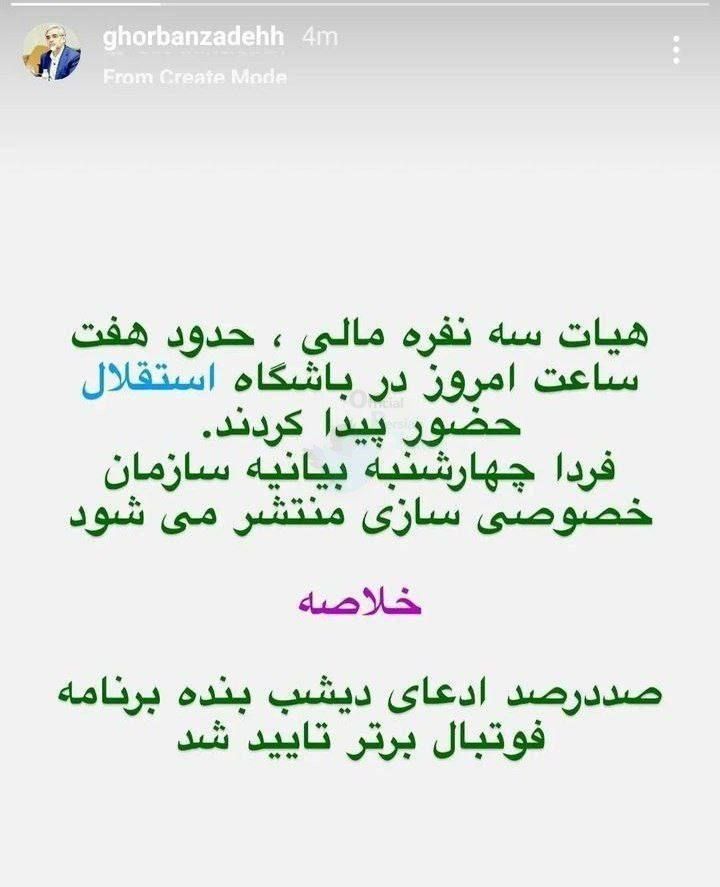 ghorbanzadehh 4m
From Create Mode
هیات سه نفره مالی ، حدود هفت
ساعت امروز در باشگاه استقلال
حضور پیدا کردند.
فردا چهارشنبه بیانیه سازمان
خصوصی سازی منتشر می شود
خلاصه
صددرصد ادعای دیشب بنده برنامه
فوتبال برتر تایید شد